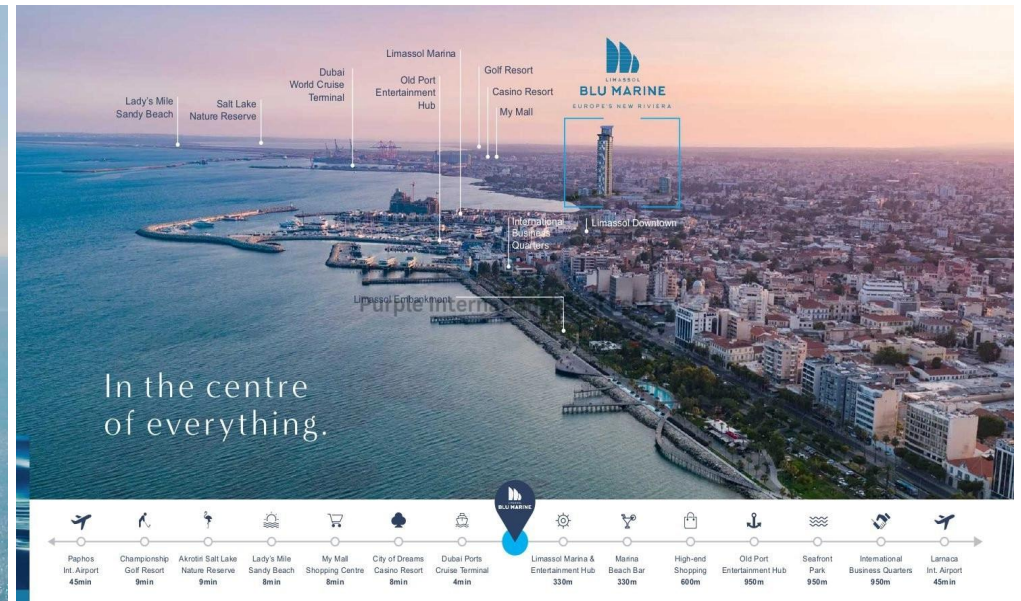 Limassol Marina
Dubai
World Cruise
Terminal
Old Port
Entertainment
Hub
Golf Resort
Casino Resort
My Mall
Lady's Mile
Sandy Beach
Salt Lake
Nature Reserve
LIMASSOL
BLU MARINE
EUROPE'S NEW RIVIERA
International
Business
Quarters
Limassol Downtown
Limassol Embankment
In the centre
of everything.
LIMASSOL
BLU MARINE
Paphos
Int. Airport
45min
Championship
Golf Resort
9min
Akrotiri Salt Lake
Nature Reserve
9min
Lady's Mile
Sandy Beach
8min
My Mall
Shopping Centre
8min
City of Dreams
Casino Resort
8min
Dubai Ports
Cruise Terminal
4min
Limassol Marina &
Entertainment Hub
330m
Marina
Beach Bar
330m
High-end
Shopping
600m
Old Port
Entertainment Hub
950m
Seafront
Park
950m
International
Business Quarters
950m
Larnaca
Int. Airport
45min